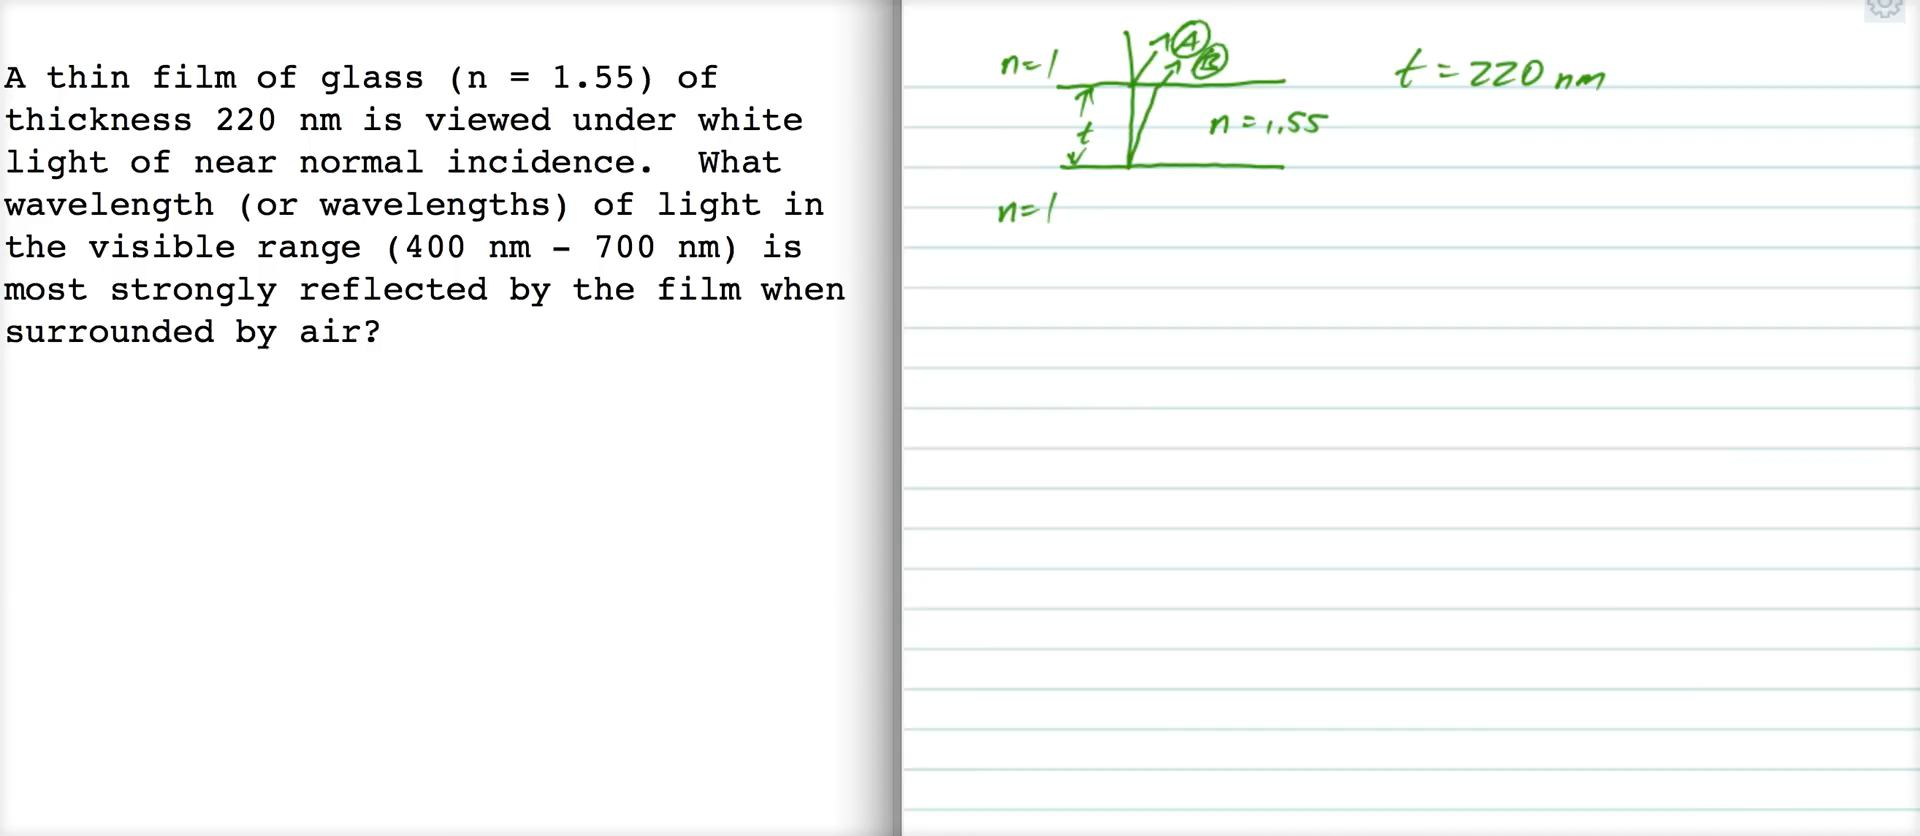 A thin film of glass (n = 1.55) of
thickness 220 nm is viewed under white
light of near normal incidence.  What
wavelength (or wavelengths) of light in
the visible range (400 nm – 700 nm) is
most strongly reflected by the film when
surrounded by air?
n=1
A
B
t = 220 nm
t
n = 1.55
n=1